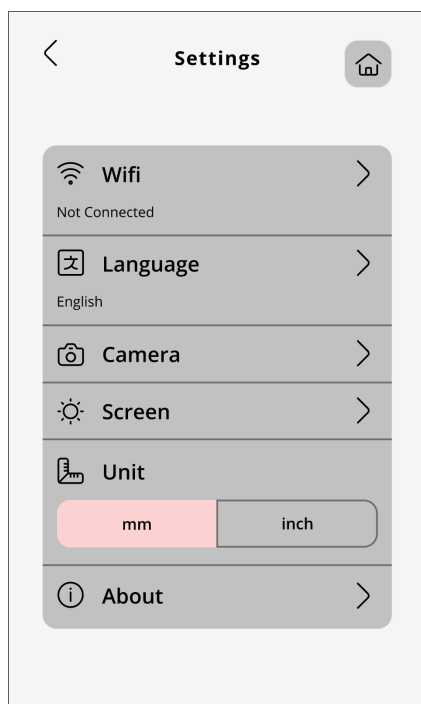 Settings
Wifi
Not Connected
Language
English
Camera
Screen
Unit
mm inch
About